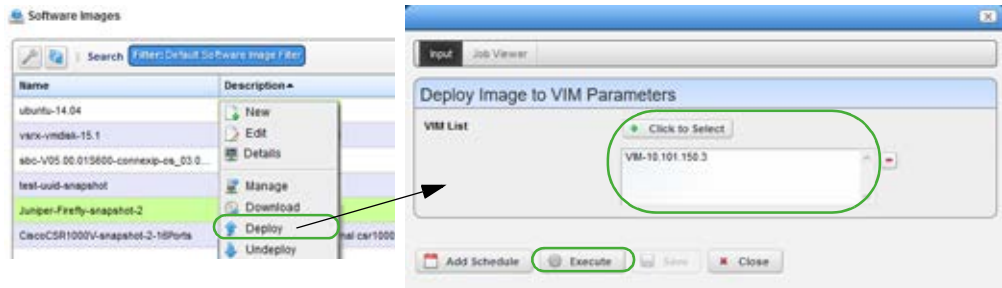 Software Images
Search Filter: Default Software Image Filter
Name Description
ubuntu-14.04
vsrx-vmdisk-15.1
sbc-V05.00.01S600-connexip-os_03.0...
test-uuid-snapshot
Juniper-Firefly-snapshot-2
CiscoCSR1000V-snapshot-2-16Ports
nal csr1000
New
Edit
Details
Manage
Download
Deploy
Undeploy
Input Job Viewer
Deploy Image to VIM Parameters
VIM List
Click to Select
VIM-10.101.150.3
Add Schedule Execute Save Close